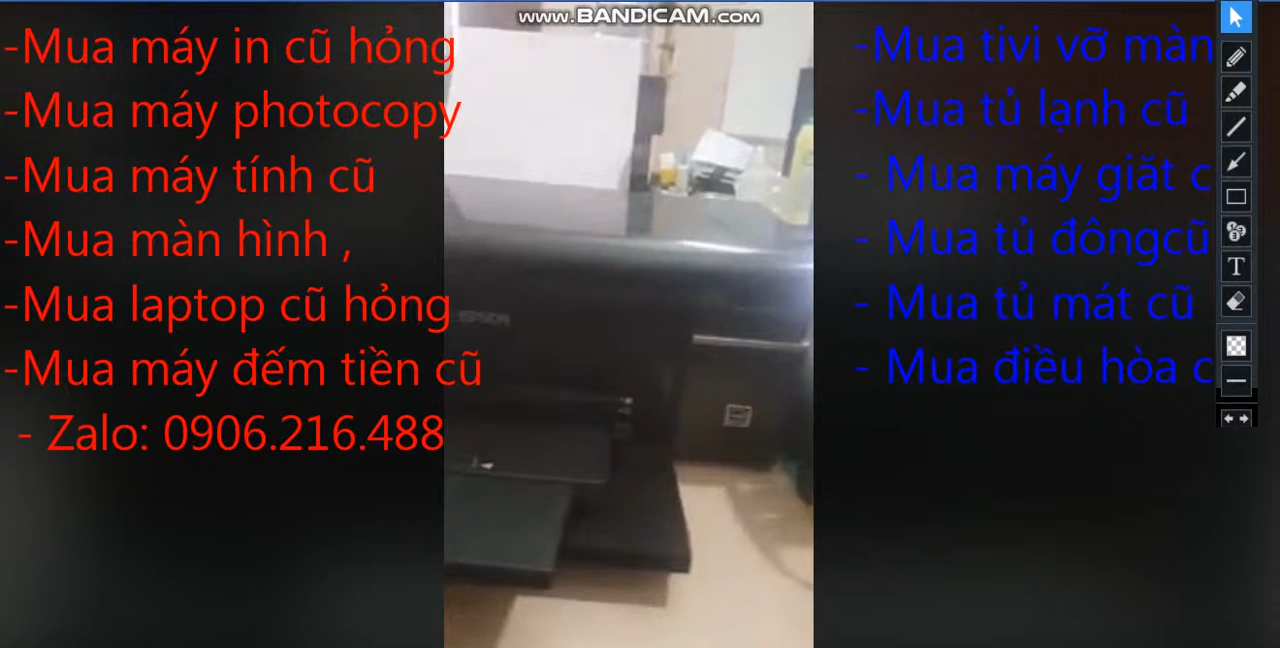 www.BANDICAM.com
-Mua máy in cũ hỏng
-Mua máy photocopy
-Mua máy tính cũ
-Mua màn hình ,
-Mua laptop cũ hỏng
-Mua máy đếm tiền cũ
- Zalo: 0906.216.488
EPSON
-Mua tivi vỡ màn
-Mua tủ lạnh cũ
- Mua máy giăt c
- Mua tủ đôngcũ
- Mua tủ mát cũ
- Mua điều hòa c
T